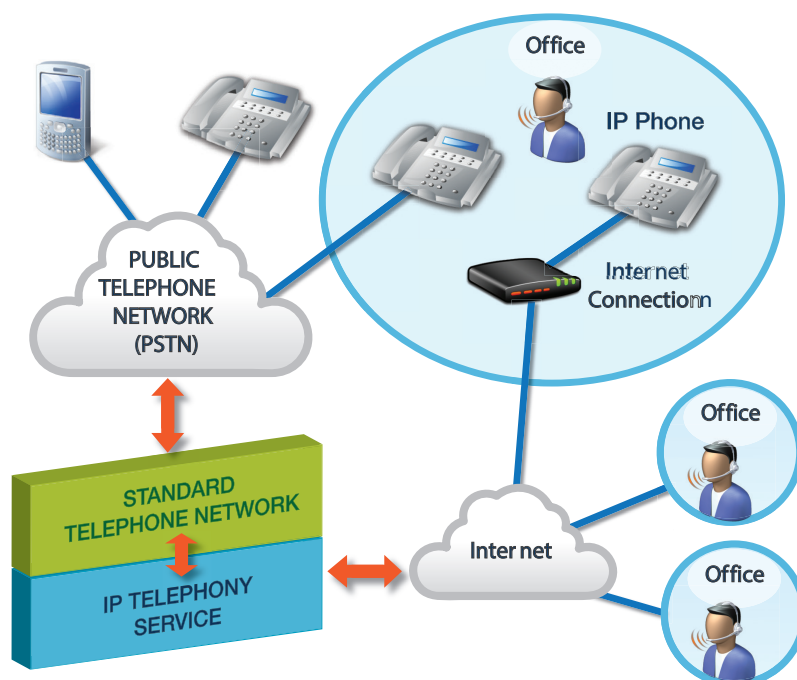 Office
IP Phone
PUBLIC
TELEPHONE
NETWORK
(PSTN)
Internet
Connection
Office
STANDARD
TELEPHONE NETWORK
Internet
IP TELEPHONY
SERVICE
Office